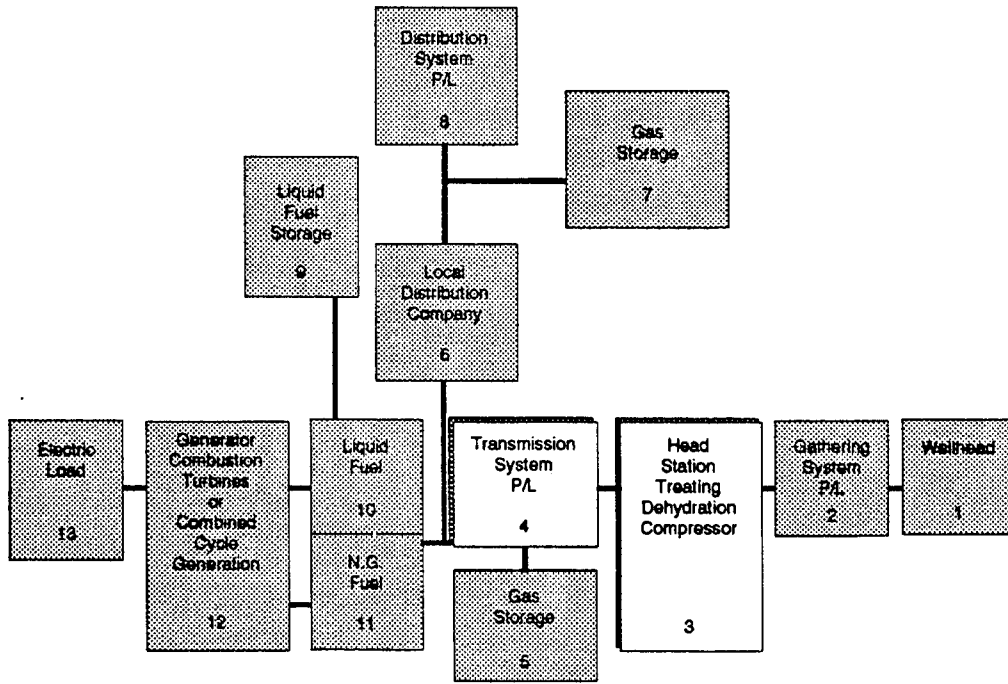 Distribution
System
P/L
8
Gas
Storage
7
Liquid
Fuel
Storage
9
Local
Distribution
Company
6
Electric
Load
13
Generator
Combustion
Turbines
or
Combined
Cycle
Generation
12
Liquid
Fuel
10
N.G.
Fuel
11
Transmission
System
P/L
4
Gas
Storage
5
Head
Station
Treating
Dehydration
Compressor
3
Gathering
System
P/L
2
Wellhead
1